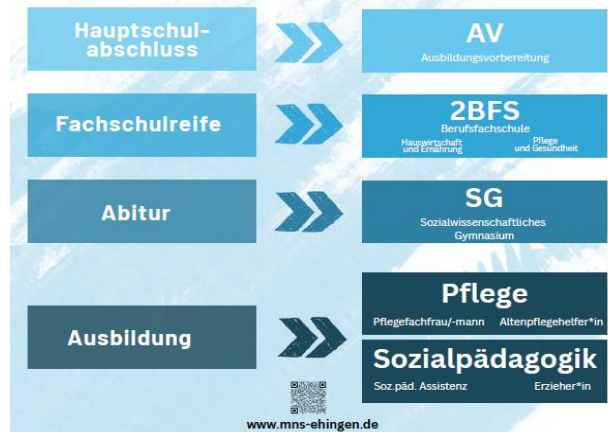 Hauptschul-
abschluss
AV
Ausbildungsvorbereitung
Fachschulreife
2BFS
Berufsfachschule
Hauswirtschaft
und Ernährung
Pflege
und Gesundheit
Abitur
SG
Sozialwissenschaftliches
Gymnasium
Ausbildung
Pflege
Pflegefachfrau/-mann Altenpflegehelfer*in
Sozialpädagogik
Soz.päd. Assistenz Erzieher*in
www.mns-ehingen.de